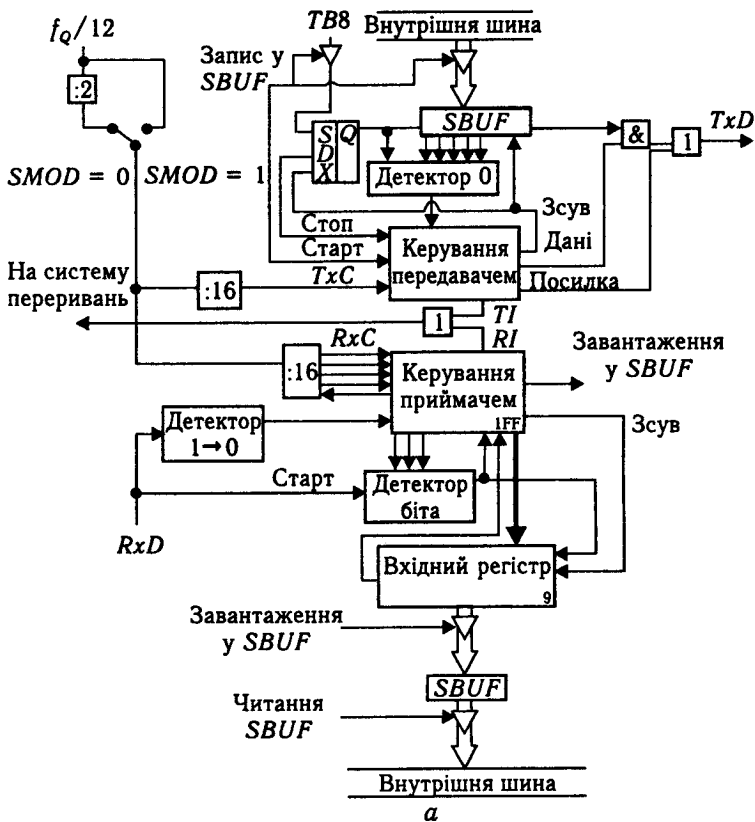 TB8
Внутрішня шина
f_Q/12
Запис у
SBUF
:2
S Q
D
X
SBUF
&
1
TxD
SMOD = 0
SMOD = 1
Детектор 0
Зсув
Стоп
Дані
Старт
Керування
передавачем
На систему
переривань
:16
TxC
Посилка
TI
1
RI
RxC
Завантаження
у SBUF
:16
Керування
приймачем
1FF
Детектор
1→0
Зсув
Старт
Детектор
біта
RxD
Вхідний регістр
9
Завантаження
у SBUF
SBUF
Читання
SBUF
Внутрішня шина
а